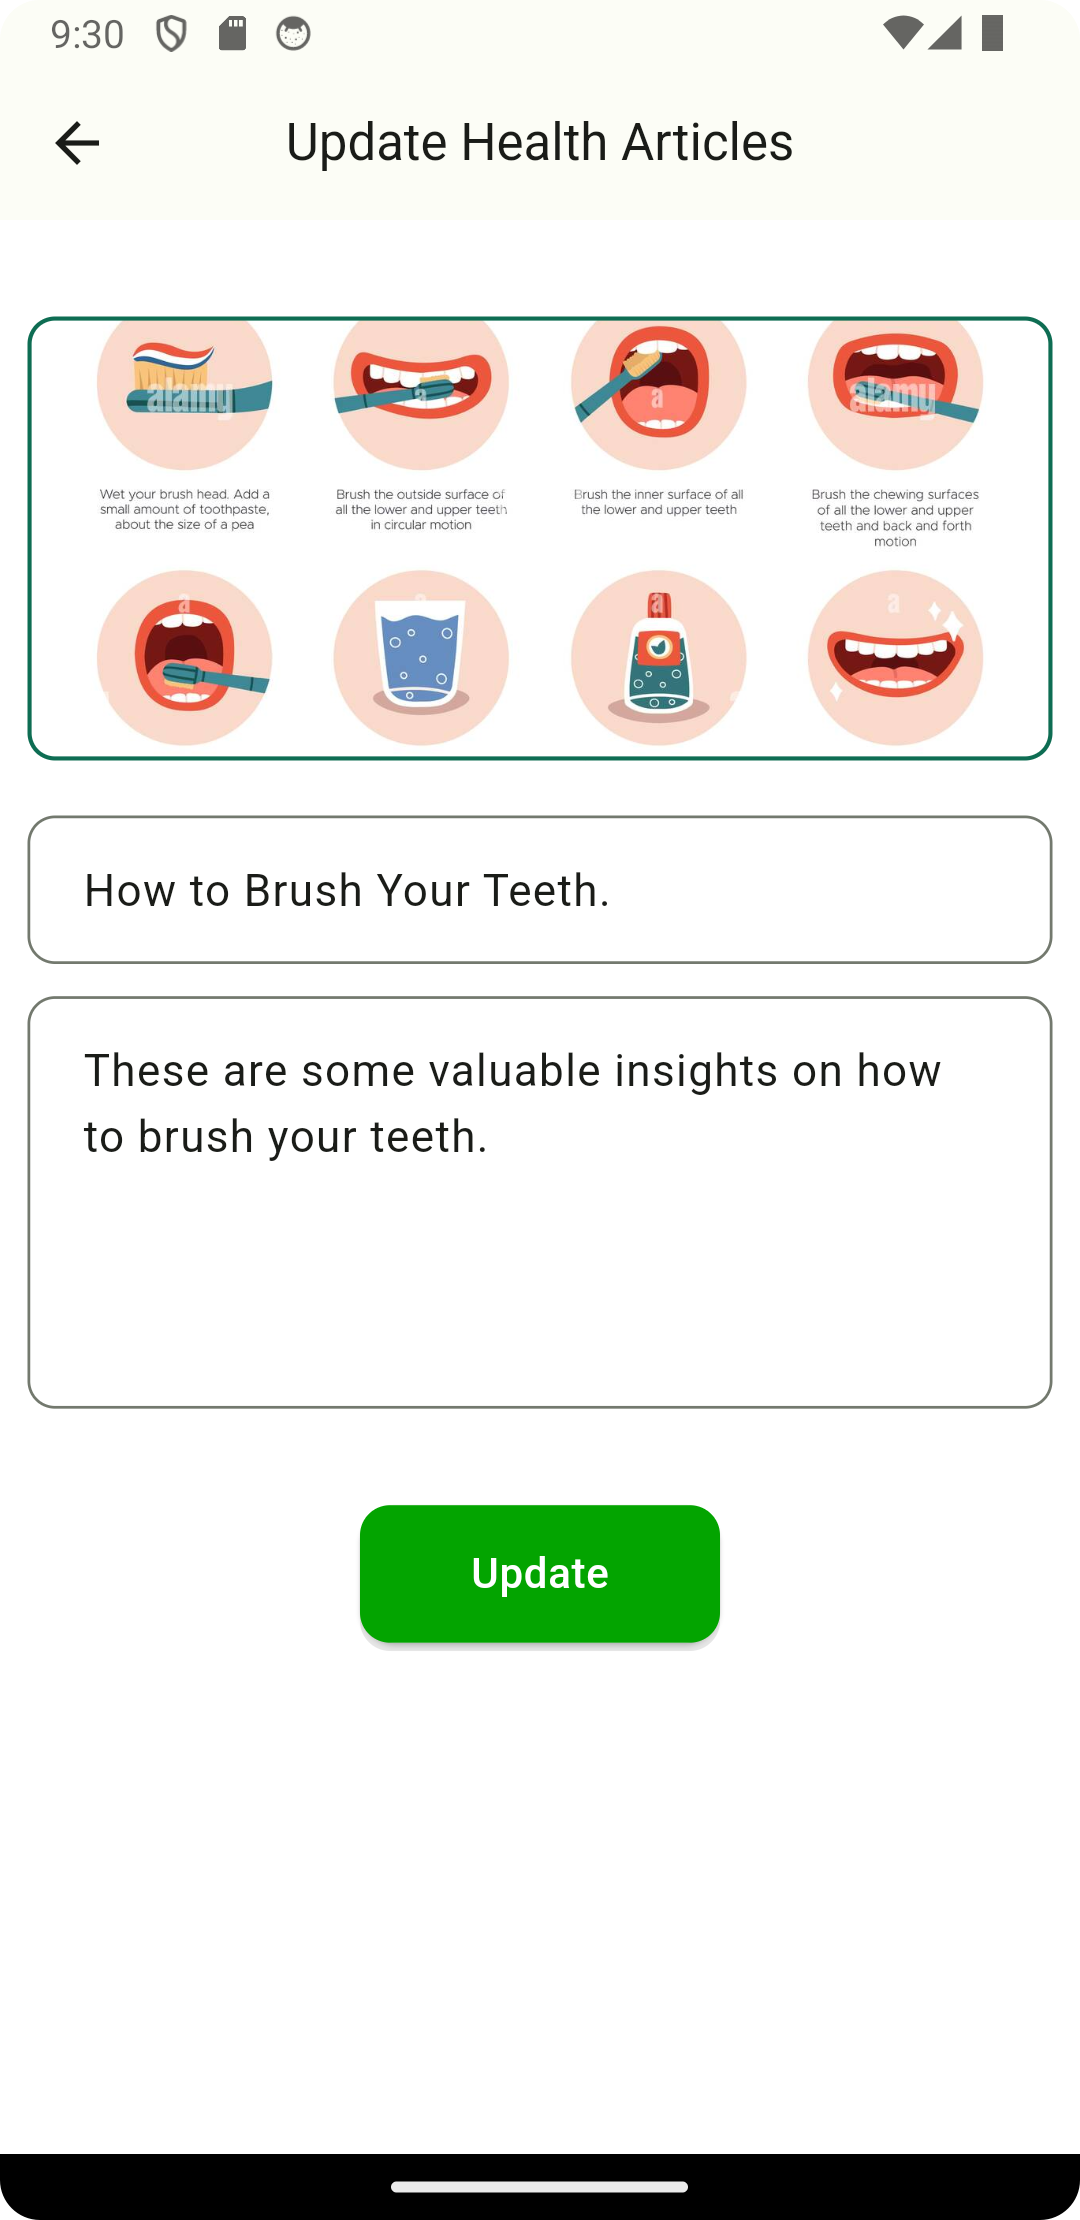 9:30
Update Health Articles
alamy
a
a
alamy
Wet your brush head. Add a
small amount of toothpaste,
about the size of a pea
Brush the outside surface of
all the lower and upper teeth
in circular motion
Brush the inner surface of all
the lower and upper teeth
Brush the chewing surfaces
of all the lower and upper
teeth and back and forth
motion
a
a
a
a
How to Brush Your Teeth.
These are some valuable insights on how
to brush your teeth.
Update